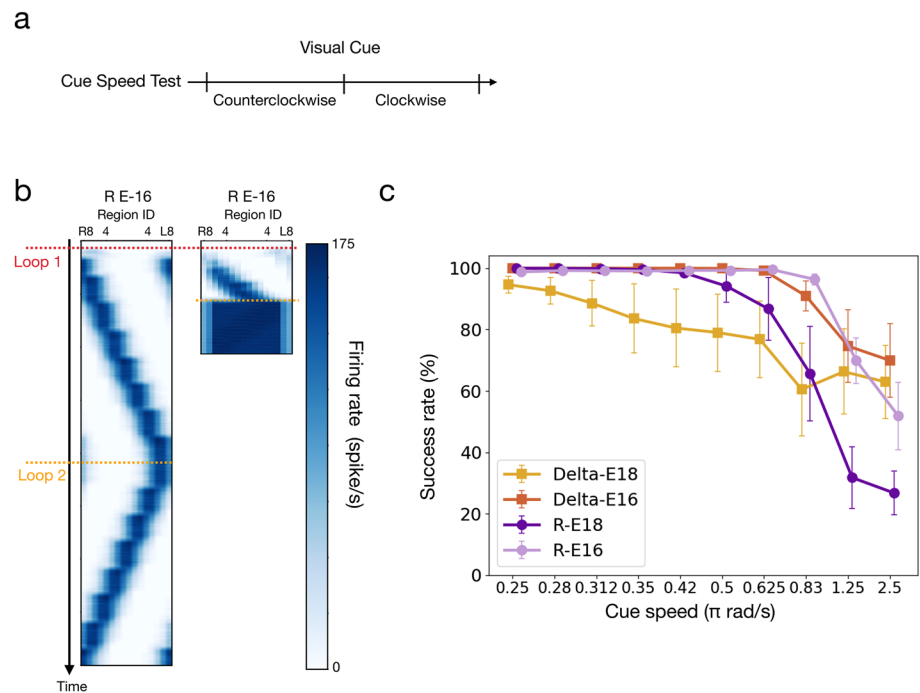 a
Visual Cue
Cue Speed Test
Counterclockwise Clockwise
b
R E-16
Region ID
R8 4 4 L8
R E-16
Region ID
R8 4 4 L8
Loop 1
Loop 2
Time
175
Firing rate (spike/s)
0
c
Success rate (%)
100
80
60
40
20
0
Delta-E18
Delta-E16
R-E18
R-E16
0.25 0.28 0.312 0.35 0.42 0.5 0.625 0.83 1.25 2.5
Cue speed (π rad/s)